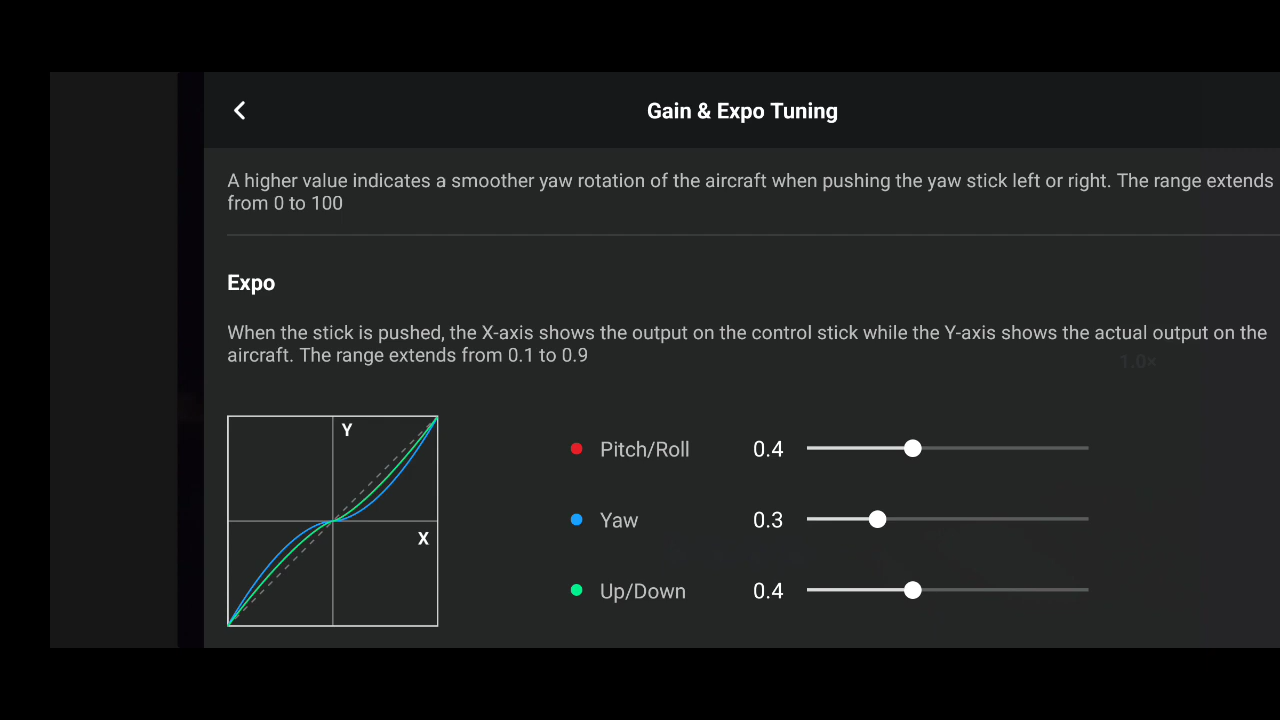 Gain & Expo Tuning
A higher value indicates a smoother yaw rotation of the aircraft when pushing the yaw stick left or right. The range extends
from 0 to 100
Expo
When the stick is pushed, the X-axis shows the output on the control stick while the Y-axis shows the actual output on the
aircraft. The range extends from 0.1 to 0.9
1.0×
Y
X
Pitch/Roll 0.4
Yaw 0.3
Up/Down 0.4